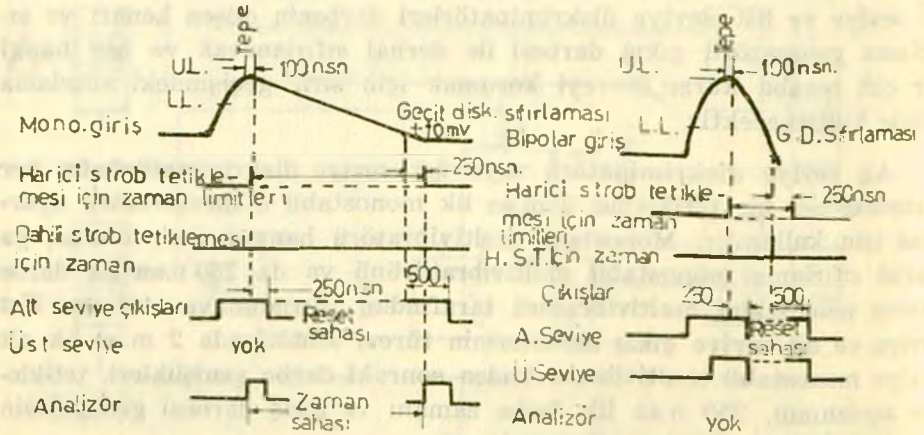 Tepe
U.L.
100nsn
L.L.
Mono.giriş
Geçit disk. sıfırlaması
±10mv
250nsn
Harici strob tetikle-
mesi için zaman limitleri
Dahili strob tetiklemesi
için zaman
250nsn
500
Alt seviye çıkışları
Reset
sahası
Üst seviye
yok
Analizör
Zaman
sahası
Tepe
U.L.
100nsn.
Bipolar giriş
L.L.
G.D.Sıfırlaması
Harici strob tetikle-
mesi için zaman
limitleri
250nsn
H.S.T.İçin zaman
Çıkışlar
250
500
A.Seviye
Reset
sahası
U.Seviye
Analizör
yok